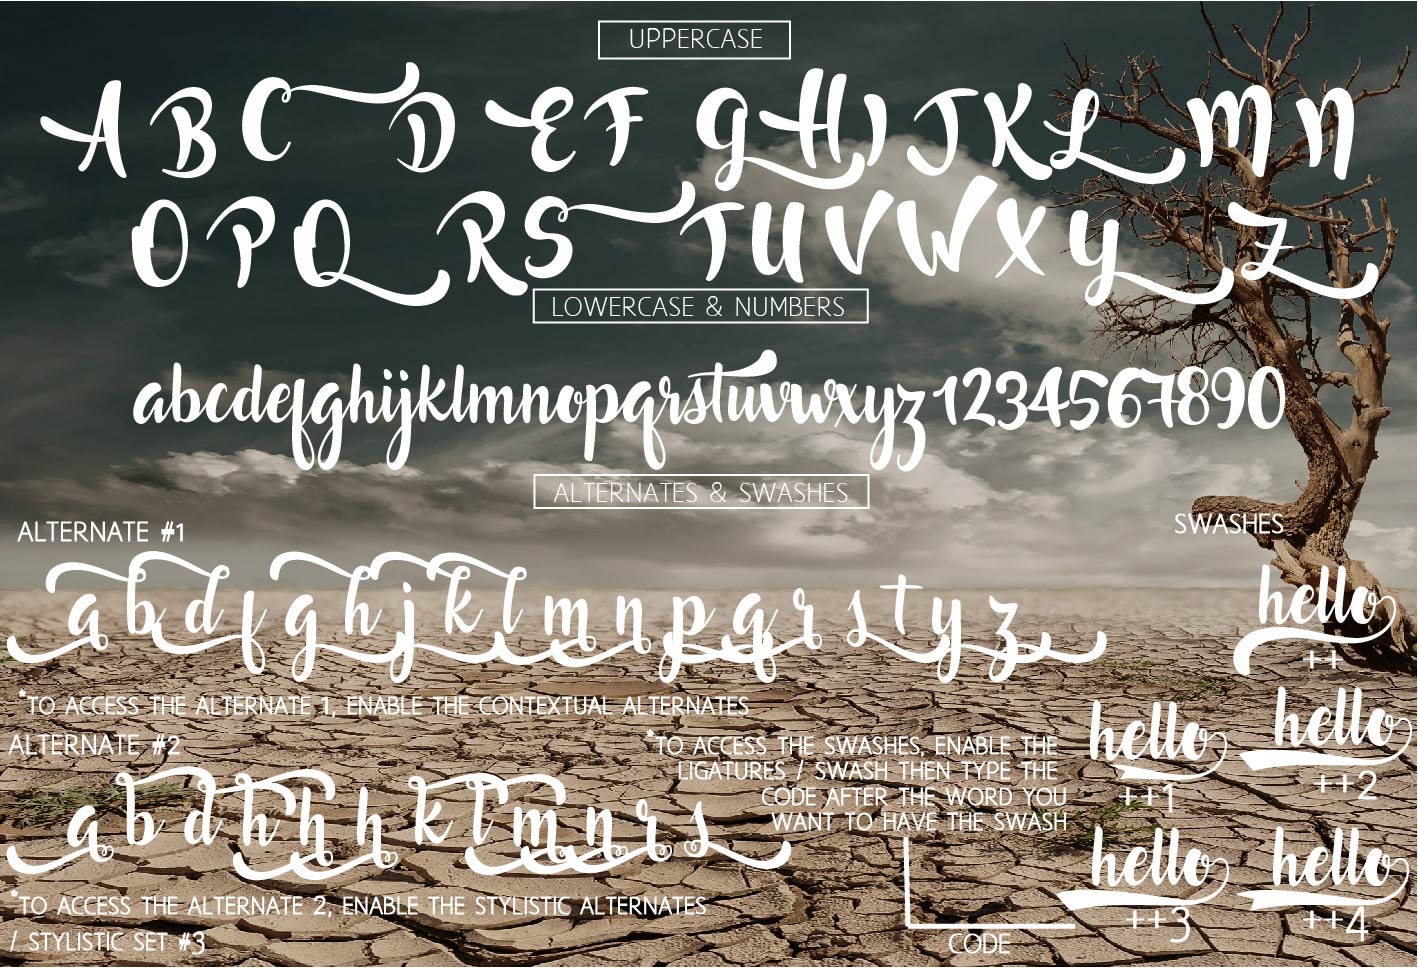 UPPERCASE
A B C D E F G H I J K L M N
O P Q R S T U V W X Y Z
LOWERCASE & NUMBERS
abcdefghijklmnopqrstuvwxyz 1234567890
ALTERNATES & SWASHES
ALTERNATE #1
a b d f g h j k l m n p q r s t y z
*TO ACCESS THE ALTERNATE 1, ENABLE THE CONTEXTUAL ALTERNATES
ALTERNATE #2
a b d h h h k l m n r s
*TO ACCESS THE ALTERNATE 2, ENABLE THE STYLISTIC ALTERNATES
/ STYLISTIC SET #3
SWASHES
hello
++
hello
++1
hello
++2
hello
++3
hello
++4
*TO ACCESS THE SWASHES, ENABLE THE
LIGATURES / SWASH THEN TYPE THE
CODE AFTER THE WORD YOU
WANT TO HAVE THE SWASH
CODE